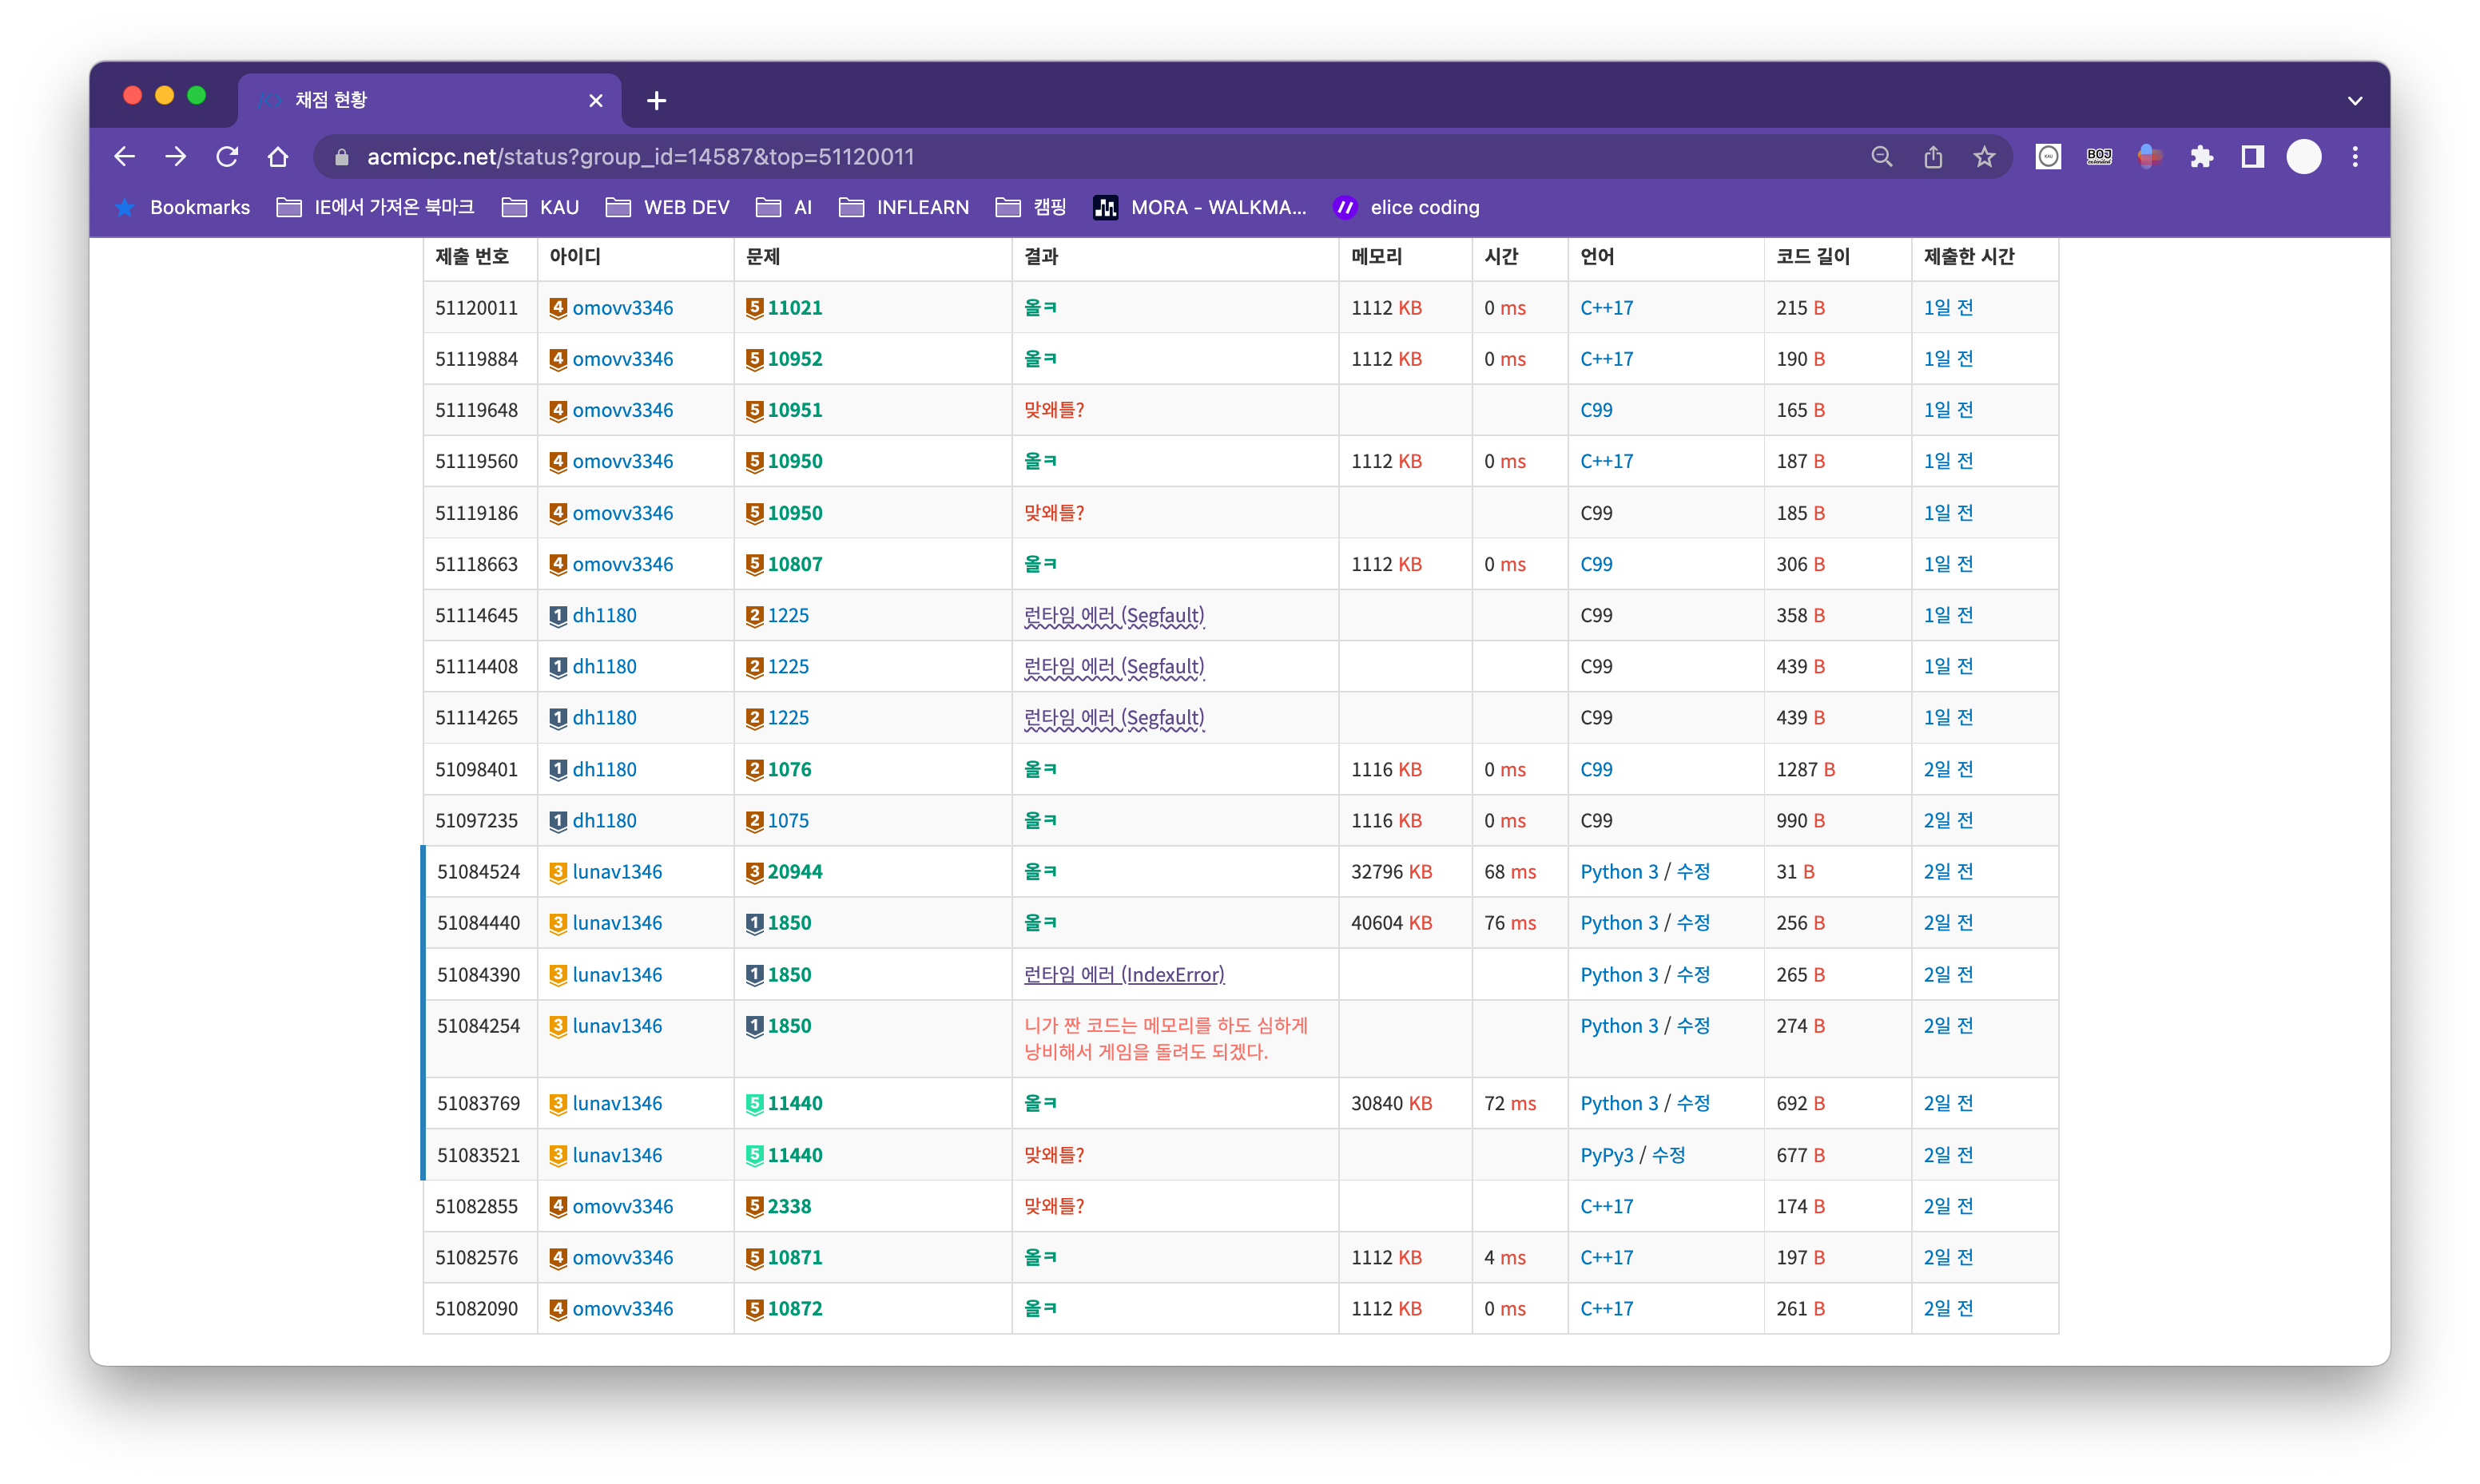 채점 현황
acmicpc.net/status?group_id=14587&top=51120011
Bookmarks IE에서 가져온 북마크 KAU WEB DEV AI INFLEARN 캠핑 MORA - WALKMA... elice coding
제출 번호 아이디 문제 결과 메모리 시간 언어 코드 길이 제출한 시간
51120011 4 omovv3346 5 11021 올ㅋ 1112 KB 0 ms C++17 215 B 1일 전
51119884 4 omovv3346 5 10952 올ㅋ 1112 KB 0 ms C++17 190 B 1일 전
51119648 4 omovv3346 5 10951 맞왜틀? C99 165 B 1일 전
51119560 4 omovv3346 5 10950 올ㅋ 1112 KB 0 ms C++17 187 B 1일 전
51119186 4 omovv3346 5 10950 맞왜틀? C99 185 B 1일 전
51118663 4 omovv3346 5 10807 올ㅋ 1112 KB 0 ms C99 306 B 1일 전
51114645 1 dh1180 2 1225 런타임 에러 (Segfault) C99 358 B 1일 전
51114408 1 dh1180 2 1225 런타임 에러 (Segfault) C99 439 B 1일 전
51114265 1 dh1180 2 1225 런타임 에러 (Segfault) C99 439 B 1일 전
51098401 1 dh1180 2 1076 올ㅋ 1116 KB 0 ms C99 1287 B 2일 전
51097235 1 dh1180 2 1075 올ㅋ 1116 KB 0 ms C99 990 B 2일 전
51084524 3 lunav1346 3 20944 올ㅋ 32796 KB 68 ms Python 3 / 수정 31 B 2일 전
51084440 3 lunav1346 1 1850 올ㅋ 40604 KB 76 ms Python 3 / 수정 256 B 2일 전
51084390 3 lunav1346 1 1850 런타임 에러 (IndexError) Python 3 / 수정 265 B 2일 전
51084254 3 lunav1346 1 1850 니가 짠 코드는 메모리를 하도 심하게 Python 3 / 수정 274 B 2일 전
낭비해서 게임을 돌려도 되겠다.
51083769 3 lunav1346 5 11440 올ㅋ 30840 KB 72 ms Python 3 / 수정 692 B 2일 전
51083521 3 lunav1346 5 11440 맞왜틀? PyPy3 / 수정 677 B 2일 전
51082855 4 omovv3346 5 2338 맞왜틀? C++17 174 B 2일 전
51082576 4 omovv3346 5 10871 올ㅋ 1112 KB 4 ms C++17 197 B 2일 전
51082090 4 omovv3346 5 10872 올ㅋ 1112 KB 0 ms C++17 261 B 2일 전